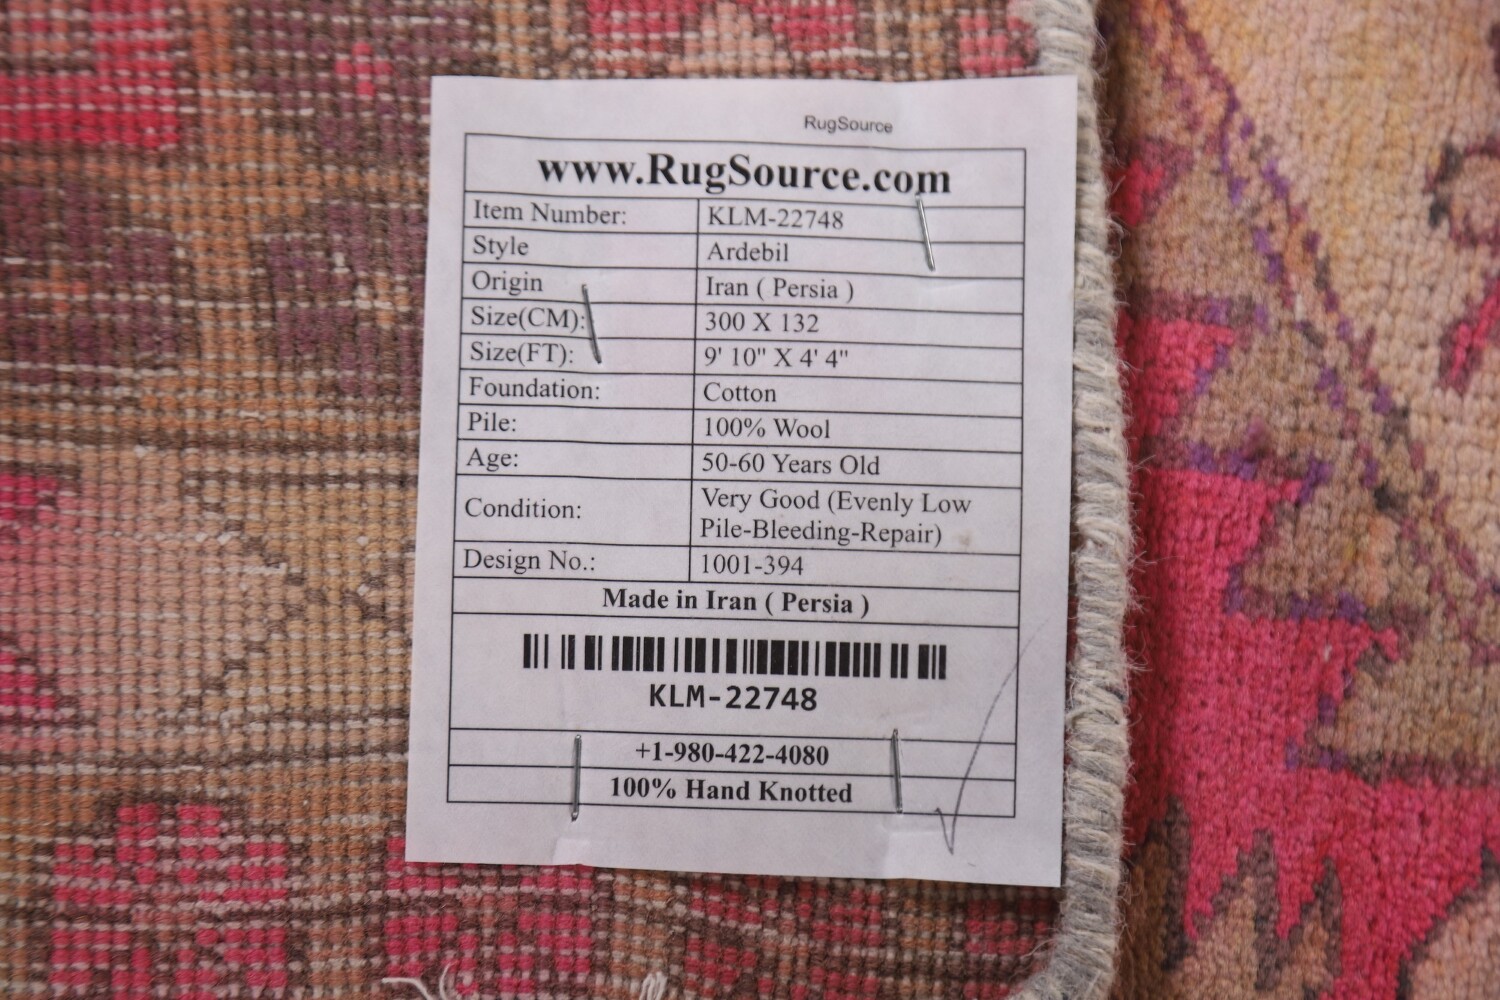 RugSource
www.RugSource.com
Item Number: KLM-22748
Style Ardebil
Origin Iran ( Persia )
Size(CM): 300 X 132
Size(FT): 9' 10" X 4' 4"
Foundation: Cotton
Pile: 100% Wool
Age: 50-60 Years Old
Condition: Very Good (Evenly Low
Pile-Bleeding-Repair)
Design No.: 1001-394
Made in Iran ( Persia )
KLM-22748
+1-980-422-4080
100% Hand Knotted